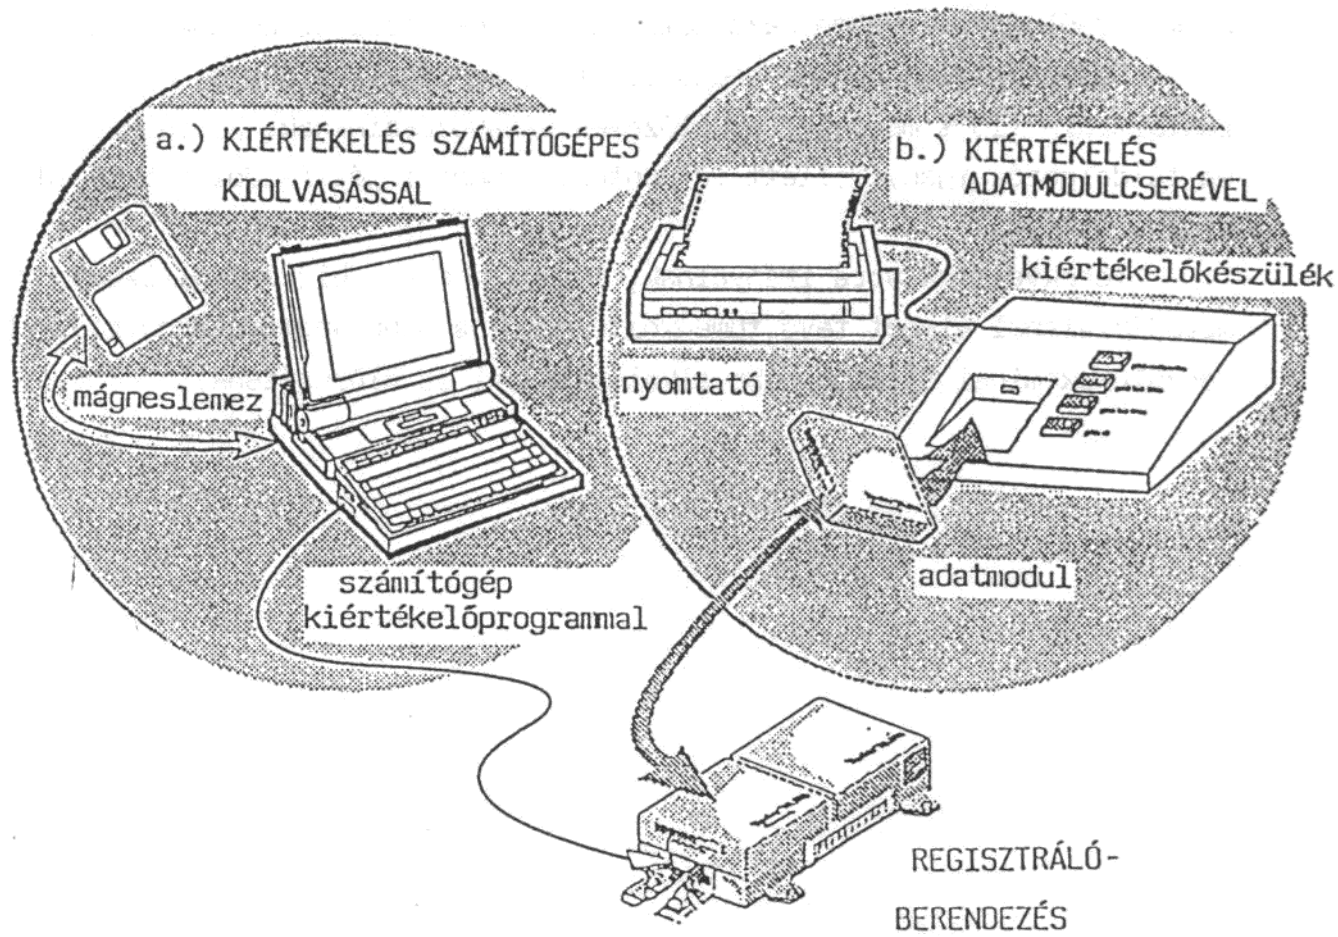 a.) KIÉRTÉKELÉS SZÁMÍTÓGÉPES
KIOLVASÁSSAL
mágneslemez
számítógép
kiértékelőprogrammal
b.) KIÉRTÉKELÉS
ADATMODULCSERÉVEL
kiértékelőkészülék
nyomtató
adatmodul
REGISZTRÁLÓ-
BERENDEZÉS